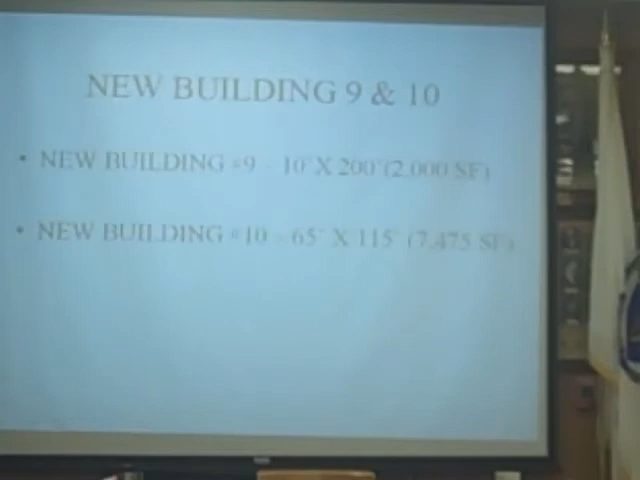 NEW BUILDING 9 & 10
• NEW BUILDING #9 - 10' X 200' (2,000 SF)
• NEW BUILDING #10 - 65' X 115' (7,475 SF)